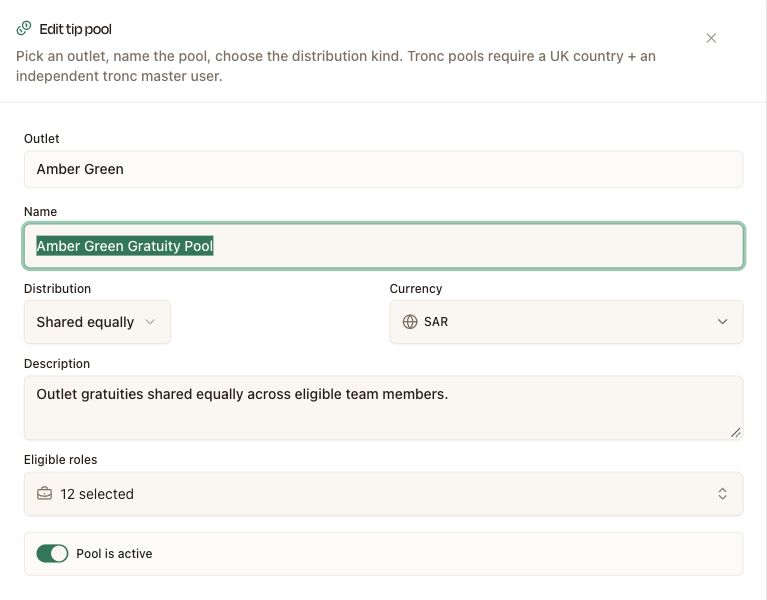 Edit tip pool
Pick an outlet, name the pool, choose the distribution kind. Tronc pools require a UK country + an
independent tronc master user.
Outlet
Amber Green
Name
Amber Green Gratuity Pool
Distribution
Currency
Shared equally
SAR
Description
Outlet gratuities shared equally across eligible team members.
Eligible roles
12 selected
Pool is active